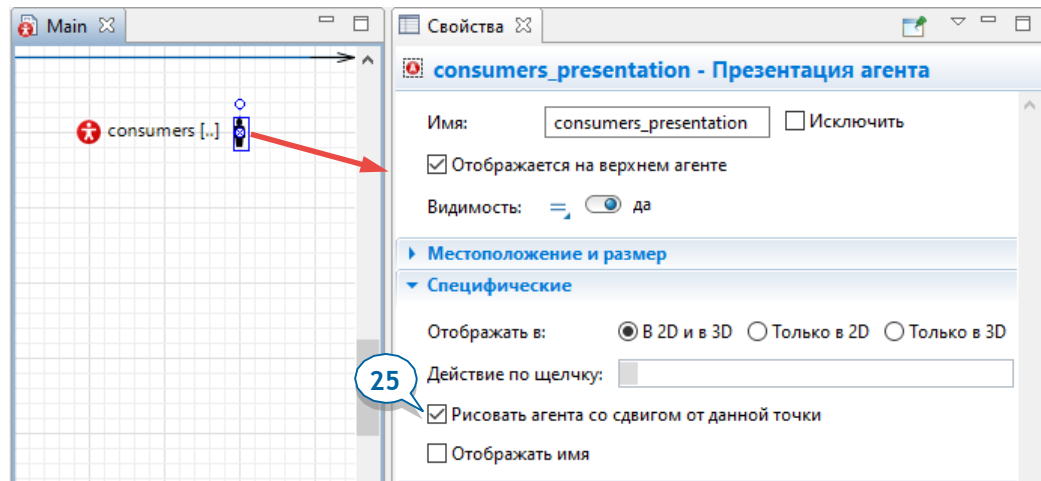 Main
consumers [..]
Свойства
consumers_presentation - Презентация агента
Имя: consumers_presentation Исключить
Отображается на верхнем агенте
Видимость: = да
Местоположение и размер
Специфические
Отображать в: В 2D и в 3D Только в 2D Только в 3D
Действие по щелчку:
25
Рисовать агента со сдвигом от данной точки
Отображать имя